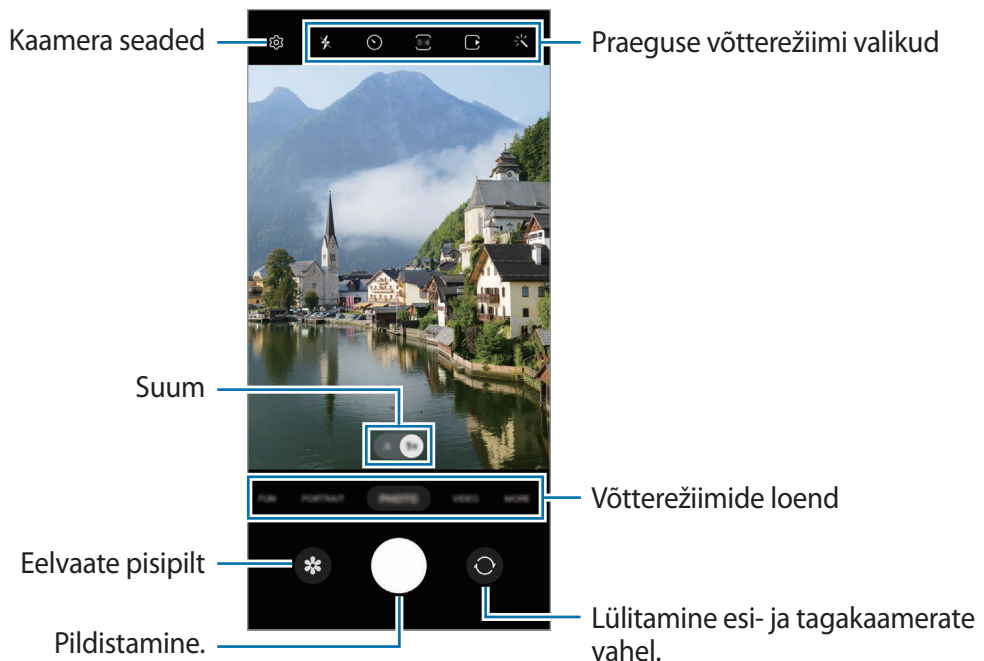 Kaamera seaded
Praeguse võtterežiimi valikud
Suum
FUN PORTRAIT PHOTO VIDEO MORE
Võtterežiimide loend
Eelvaate pisipilt
Pildistamine.
Lülitamine esi- ja tagakaamerate
vahel.